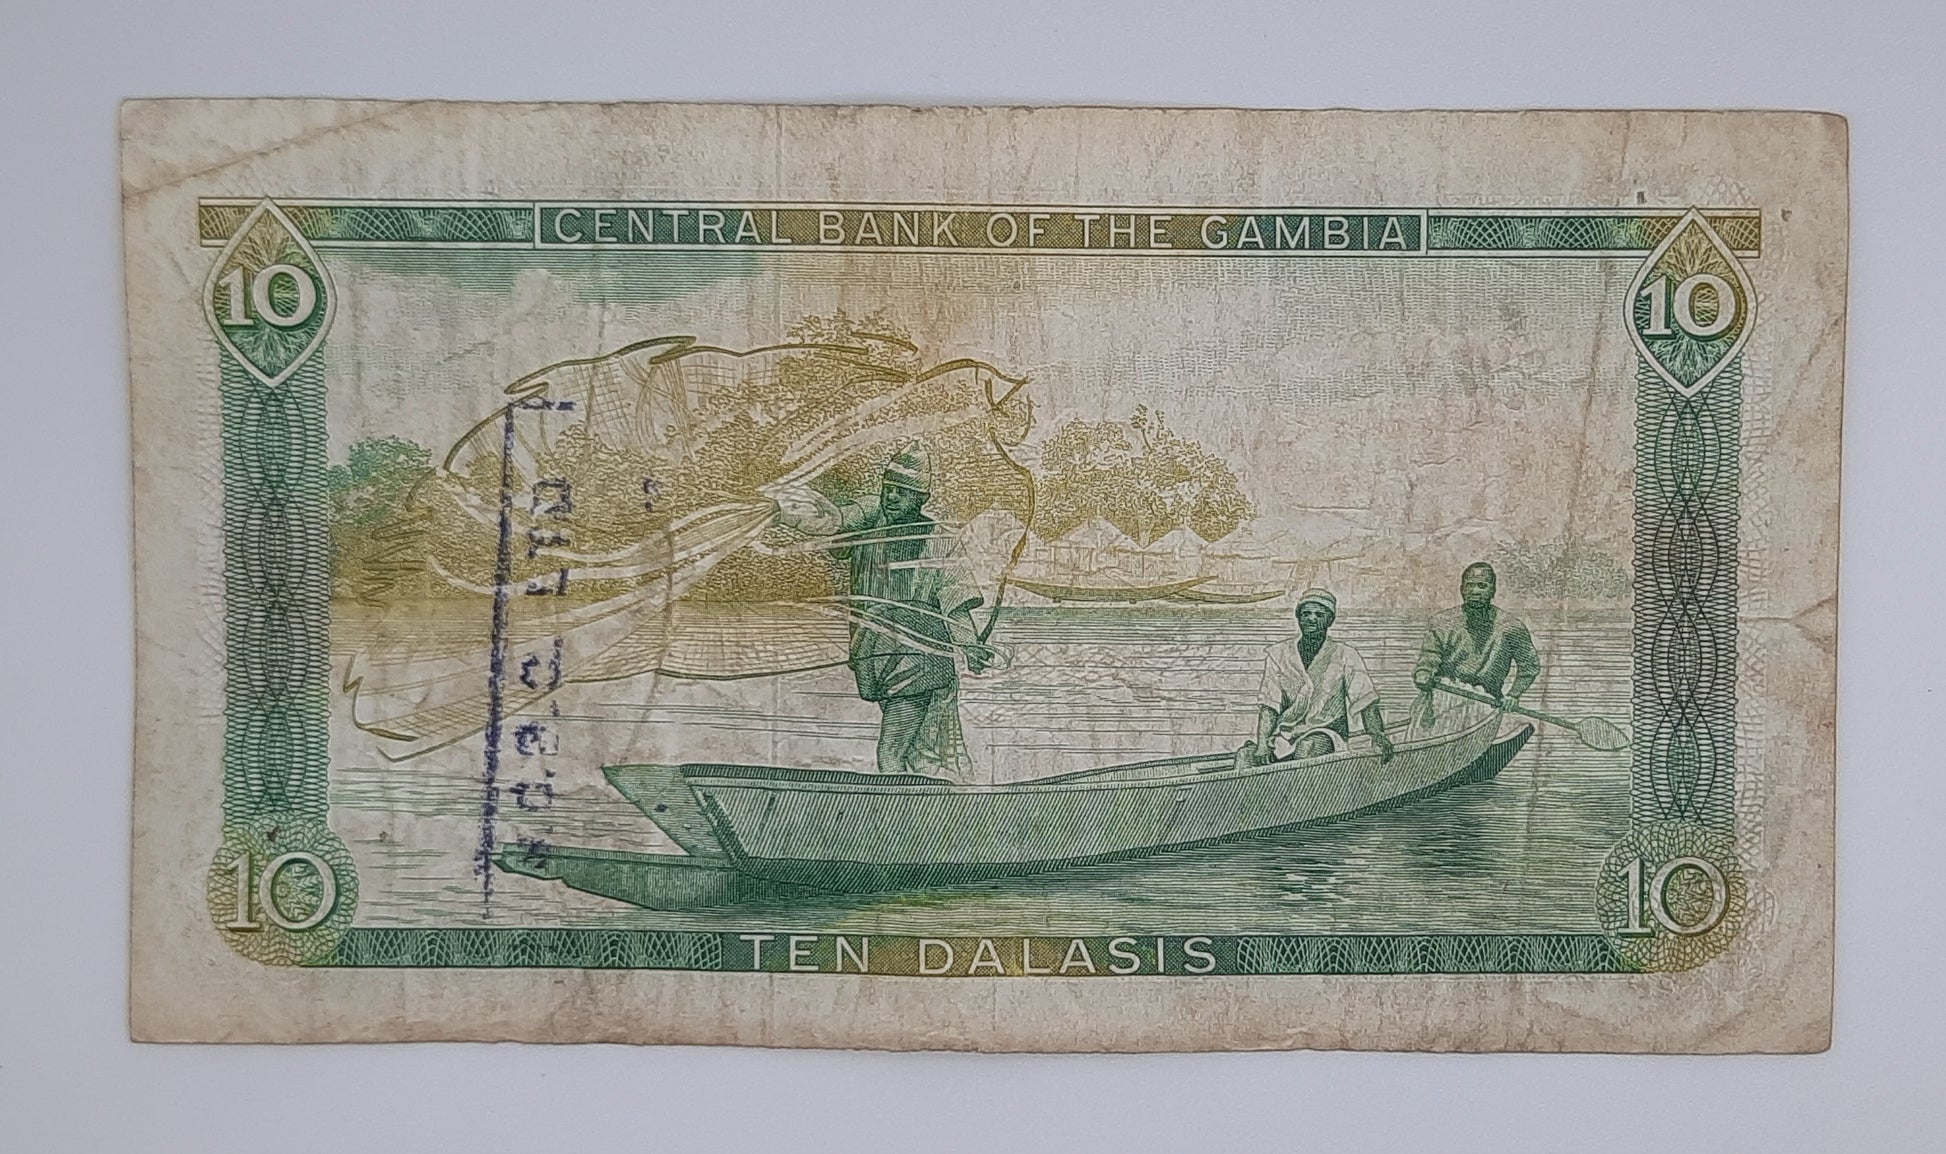 CENTRAL BANK OF THE GAMBIA
10
10
10
10
TEN DALASIS